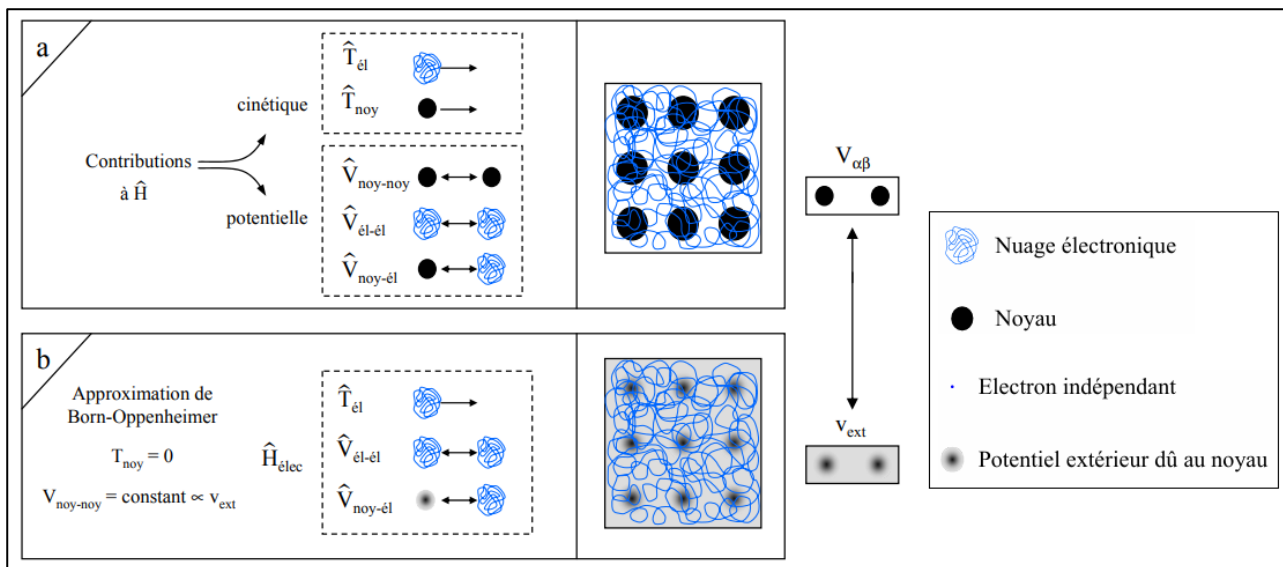 a
Contributions
à Ĥ
cinétique
potentielle
T̂él
T̂noy
V̂noy-noy
V̂él-él
V̂noy-él
Vαβ
b
Approximation de
Born-Oppenheimer
Tnoy = 0
Vnoy-noy = constant ∝ vext
Ĥélec
T̂él
V̂él-él
V̂noy-él
vext
Nuage électronique
Noyau
Electron indépendant
Potentiel extérieur dû au noyau